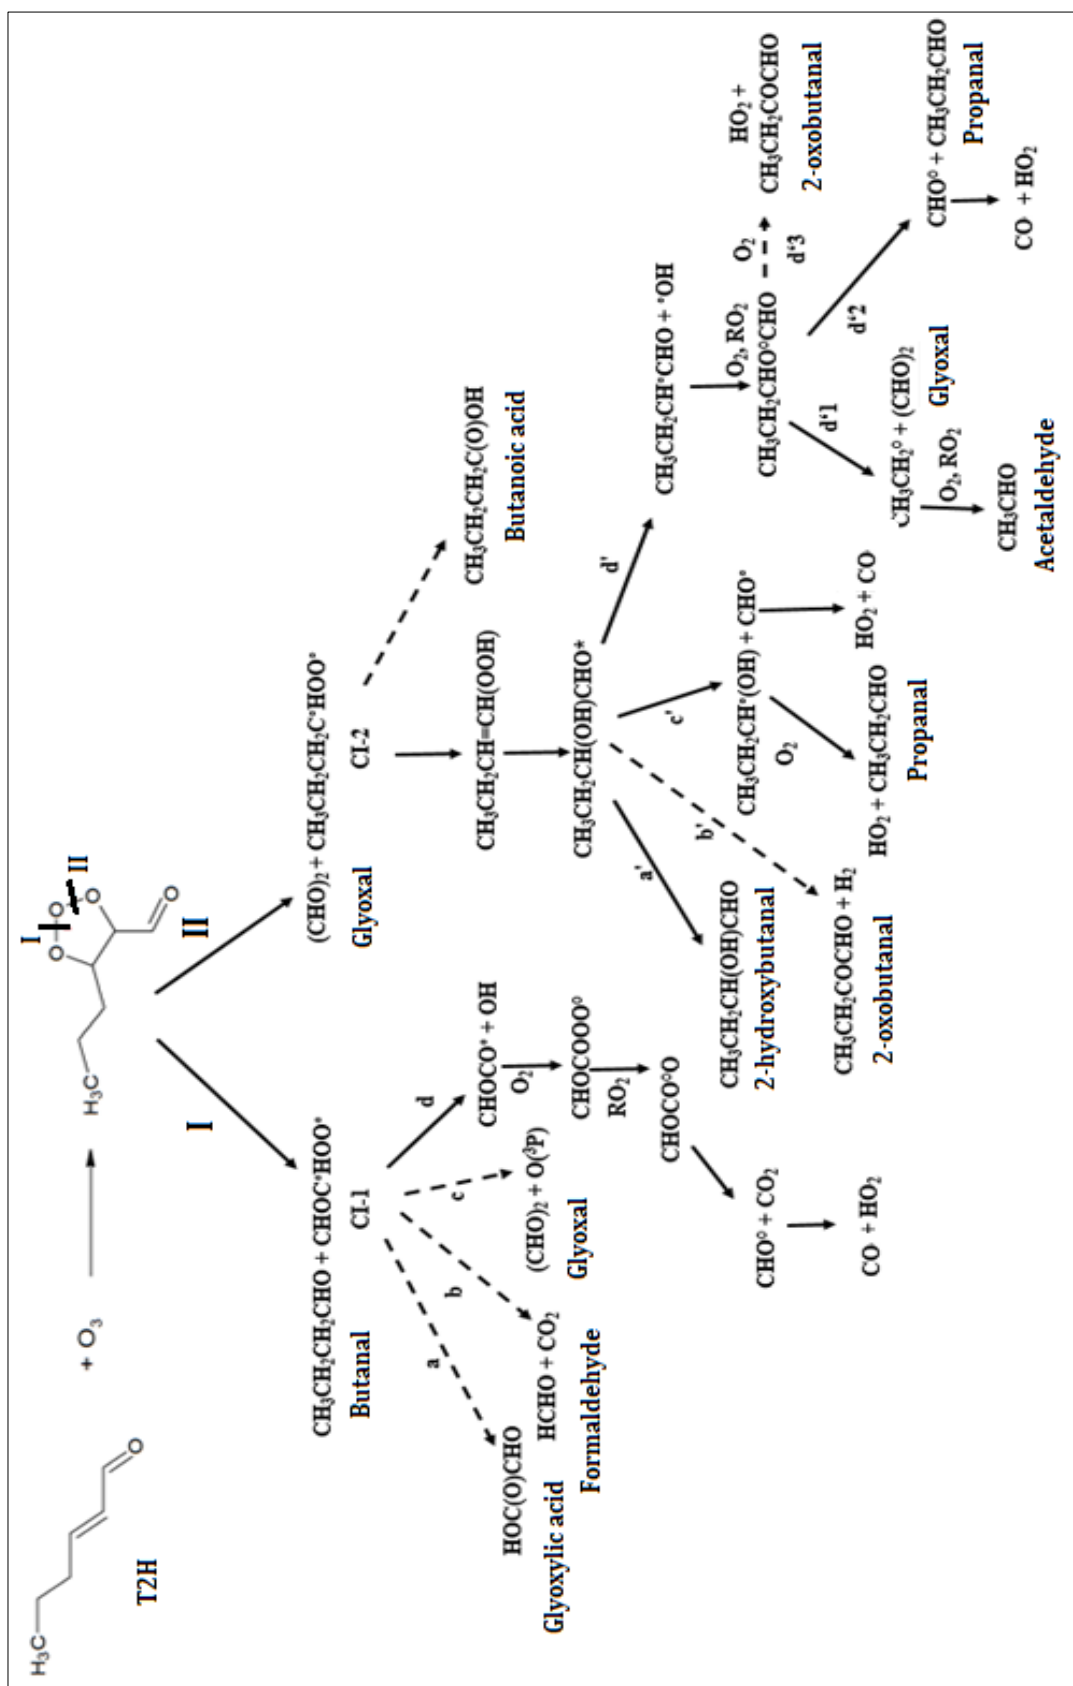 H₃C
T2H
O
+ O₃
H₃C
I
II
O
O
O
O
I
II
CH₃CH₂CH₂CHO + CHOC°HOO°
Butanal
CI-1
(CHO)₂ + CH₃CH₂CH₂C°HOO°
Glyoxal
CI-2
a
b
c
d
HOC(O)CHO
Glyoxylic acid
HCHO + CO₂
Formaldehyde
(CHO)₂ + O(³P)
Glyoxal
CHOCO° + OH
O₂
CHOCOOO°
RO₂
CHOCO°O
CHO° + CO₂
CO + HO₂
CH₃CH₂CH=CH(OOH)
CH₃CH₂CH₂C(O)OH
Butanoic acid
CH₃CH₂CH(OH)CHO*
a'
b'
c'
d'
CH₃CH₂CH(OH)CHO
2-hydroxybutanal
CH₃CH₂COCHO + H₂
2-oxobutanal
CH₃CH₂CH°(OH) + CHO°
O₂
HO₂ + CH₃CH₂CHO
Propanal
HO₂ + CO
CH₃CH₂CH°CHO + °OH
O₂, RO₂
CH₃CH₂CHO°CHO
O₂
d'3
HO₂ +
CH₃CH₂COCHO
2-oxobutanal
d'1
d'2
CH₃CH₂° + (CHO)₂
Glyoxal
O₂, RO₂
CH₃CHO
Acetaldehyde
CHO° + CH₃CH₂CHO
Propanal
CO + HO₂